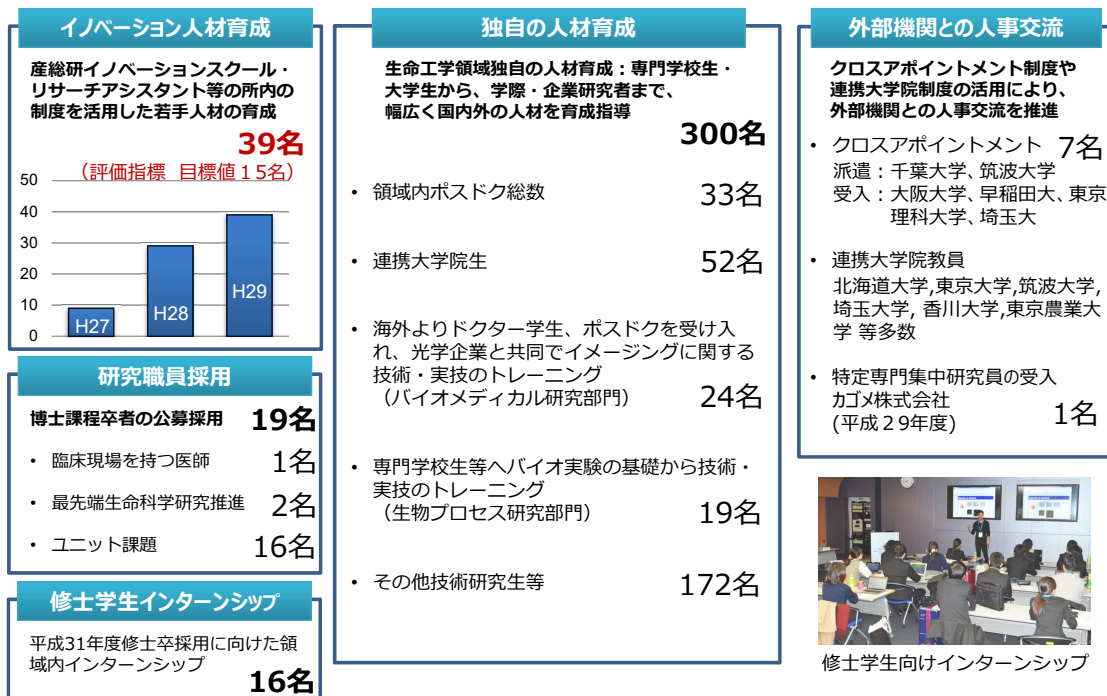 イノベーション人材育成
産総研イノベーションスクール・
リサーチアシスタント等の所内の
制度を活用した若手人材の育成
39名
（評価指標 目標値１5名）
50
40
30
20
10
0
H27
H28
H29
研究職員採用
博士課程卒者の公募採用 19名
• 臨床現場を持つ医師 1名
• 最先端生命科学研究推進 2名
• ユニット課題 16名
修士学生インターンシップ
平成31年度修士卒採用に向けた領
域内インターンシップ
16名
独自の人材育成
生命工学領域独自の人材育成：専門学校生・
大学生から、学際・企業研究者まで、
幅広く国内外の人材を育成指導
300名
• 領域内ポスドク総数 33名
• 連携大学院生 52名
• 海外よりドクター学生、ポスドクを受け入
れ、光学企業と共同でイメージングに関する
技術・実技のトレーニング
（バイオメディカル研究部門） 24名
• 専門学校生等へバイオ実験の基礎から技術・
実技のトレーニング
（生物プロセス研究部門） 19名
• その他技術研究生等 172名
外部機関との人事交流
クロスアポイントメント制度や
連携大学院制度の活用により、
外部機関との人事交流を推進
• クロスアポイントメント 7名
派遣：千葉大学、筑波大学
受入：大阪大学、早稲田大、東京
理科大学、埼玉大
• 連携大学院教員
北海道大学,東京大学,筑波大学,
埼玉大学, 香川大学,東京農業大
学 等多数
• 特定専門集中研究員の受入
カゴメ株式会社
(平成２9年度) 1名
修士学生向けインターンシップ